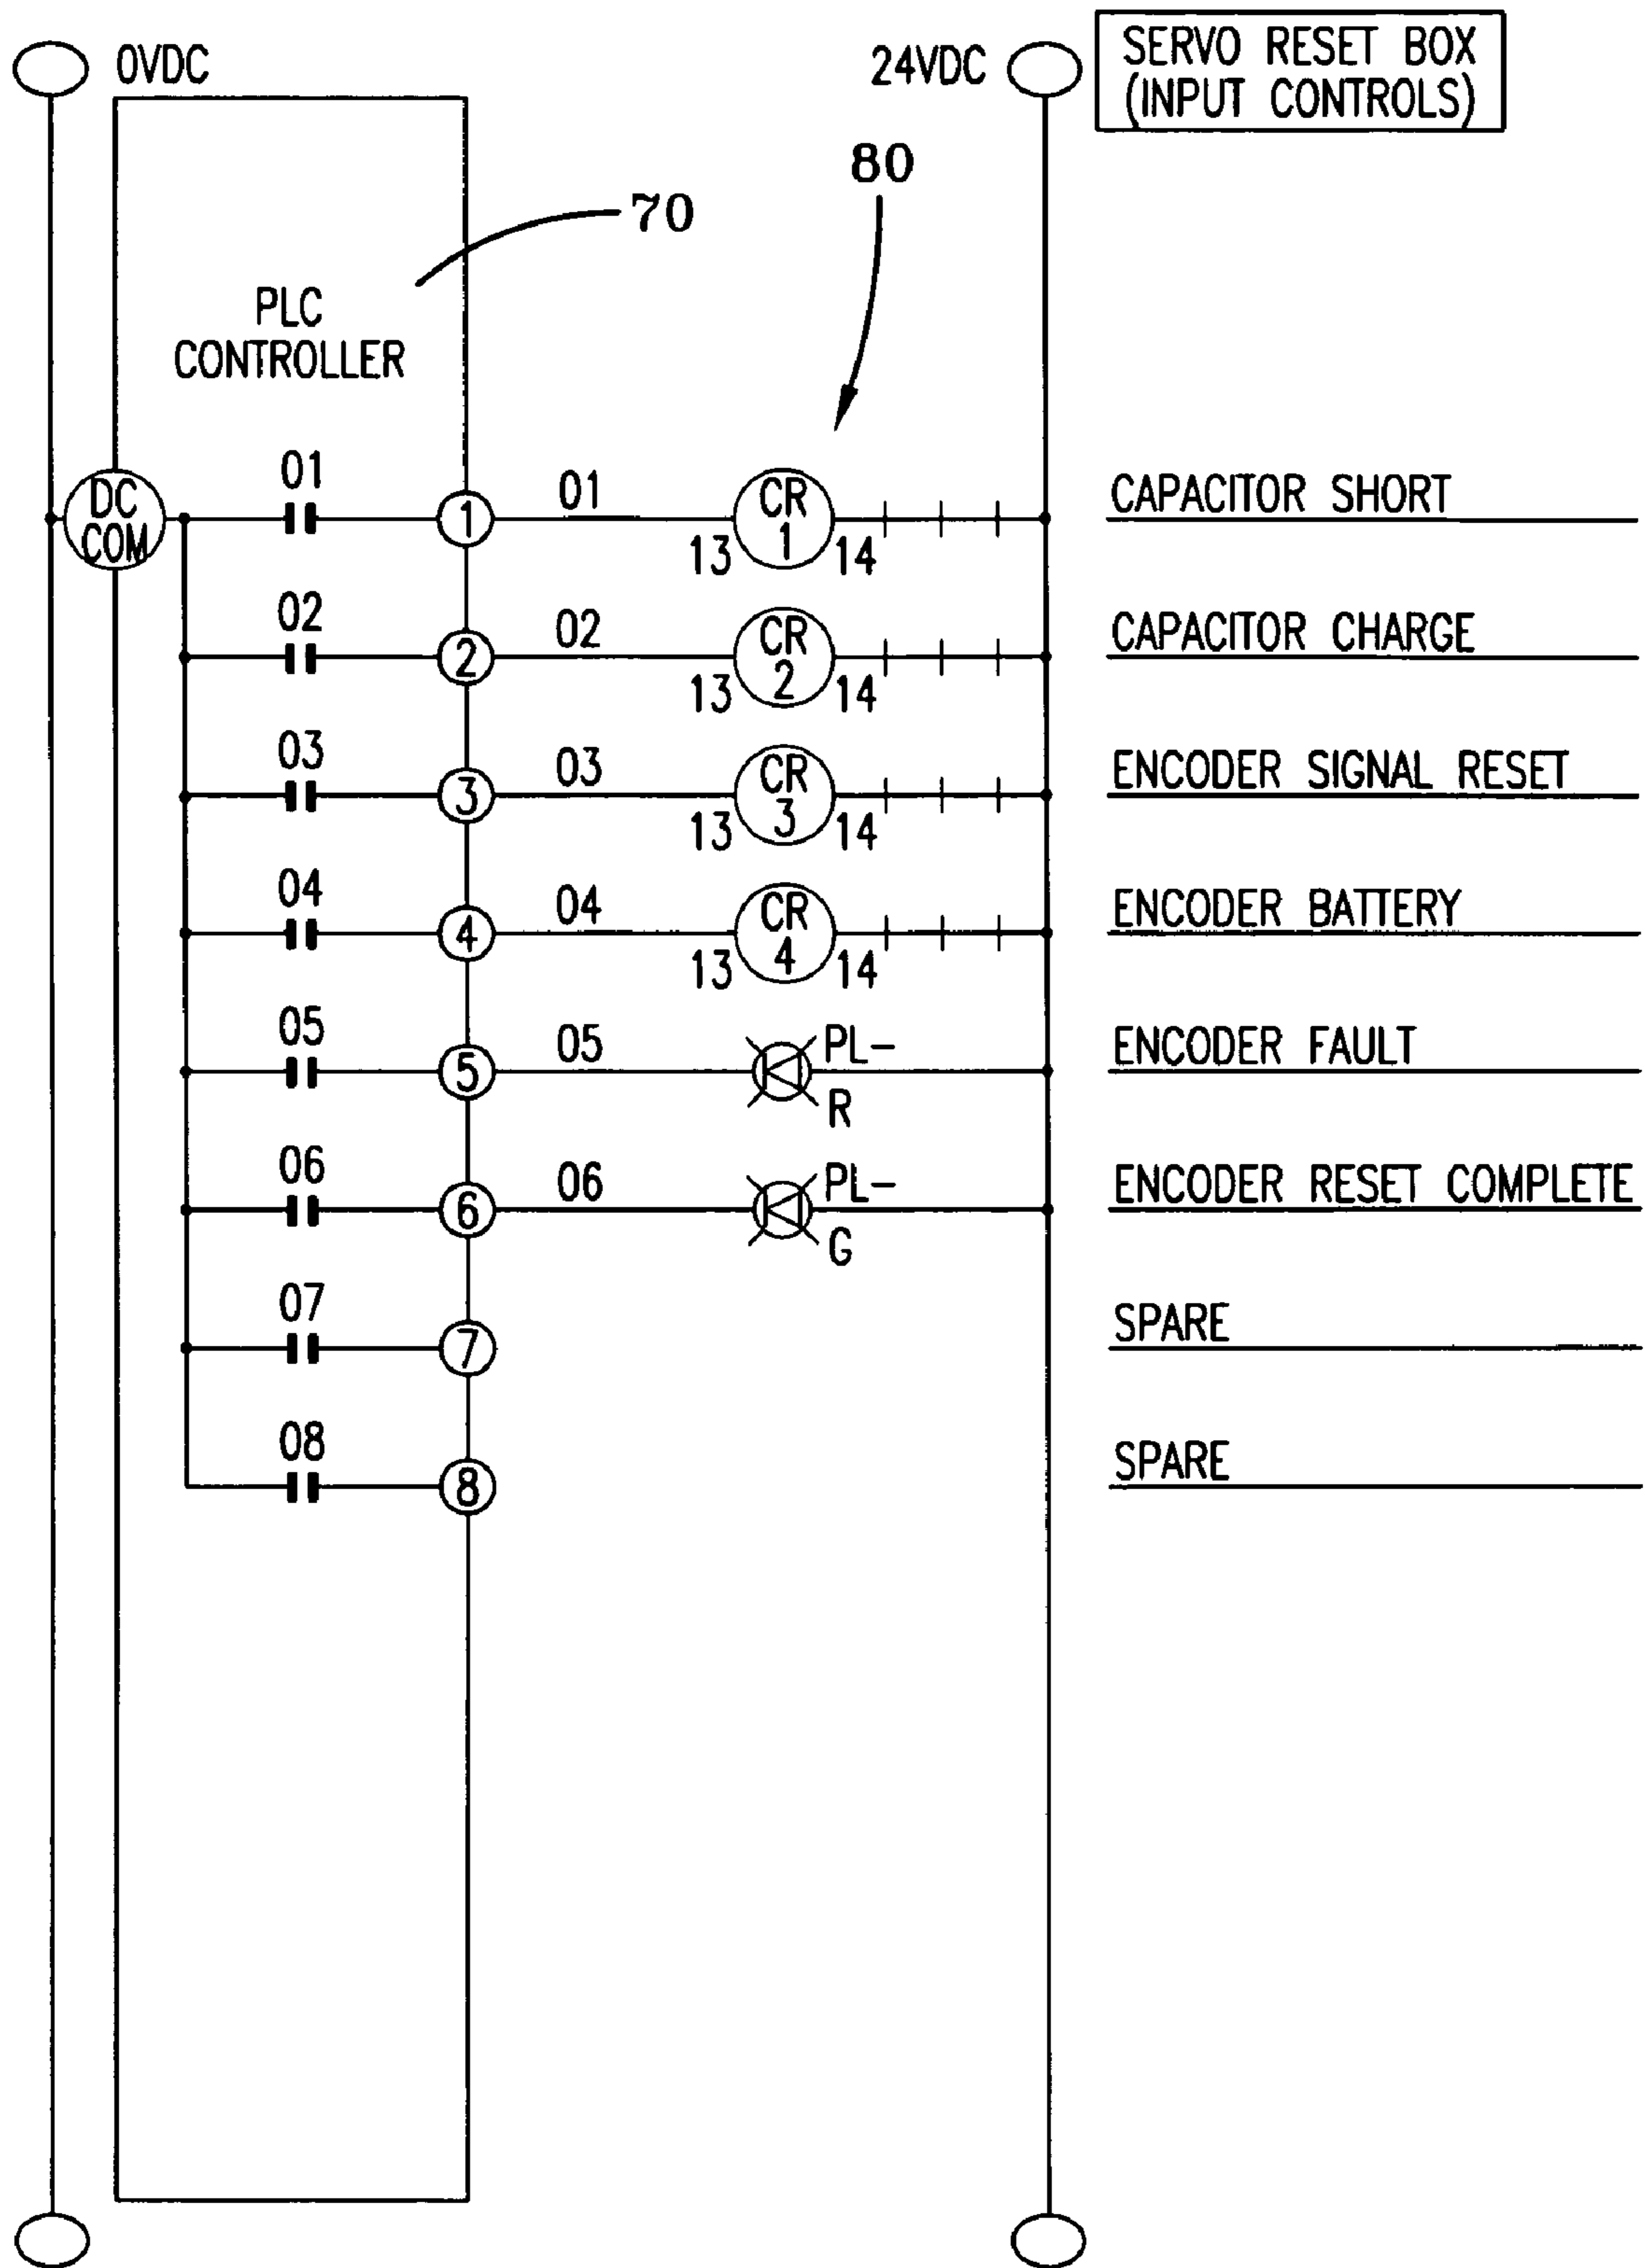 0VDC
24VDC
SERVO RESET BOX
(INPUT CONTROLS)
80
70
PLC
CONTROLLER
DC
COM
01
1
01
CR
1
13
14
CAPACITOR SHORT
02
2
02
CR
2
13
14
CAPACITOR CHARGE
03
3
03
CR
3
13
14
ENCODER SIGNAL RESET
04
4
04
CR
4
13
14
ENCODER BATTERY
05
5
05
PL-
R
ENCODER FAULT
06
6
06
PL-
G
ENCODER RESET COMPLETE
07
7
SPARE
08
8
SPARE